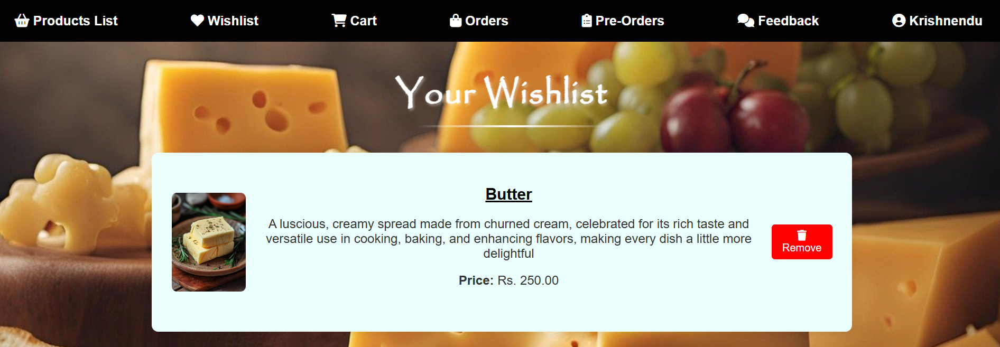 Products List Wishlist Cart Orders Pre-Orders Feedback Krishnendu
Your Wishlist
Butter
A luscious, creamy spread made from churned cream, celebrated for its rich taste and
versatile use in cooking, baking, and enhancing flavors, making every dish a little more
delightful
Price: Rs. 250.00
Remove